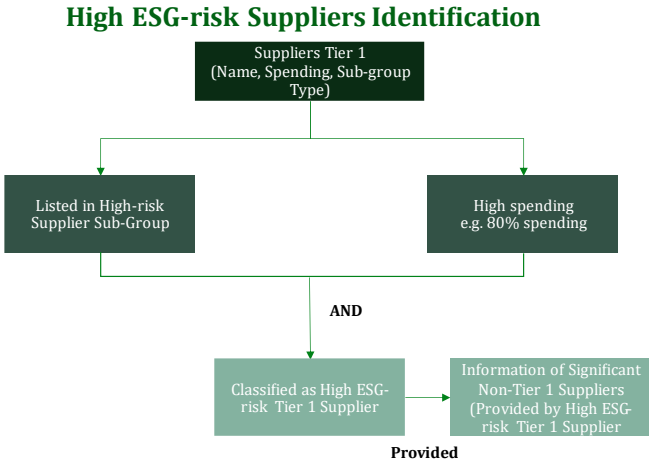 High ESG-risk Suppliers Identification
Suppliers Tier 1
(Name, Spending, Sub-group
Type)
Listed in High-risk
Supplier Sub-Group
High spending
e.g. 80% spending
AND
Classified as High ESG-
risk Tier 1 Supplier
Information of Significant
Non-Tier 1 Suppliers
(Provided by High ESG-
risk Tier 1 Supplier
Provided